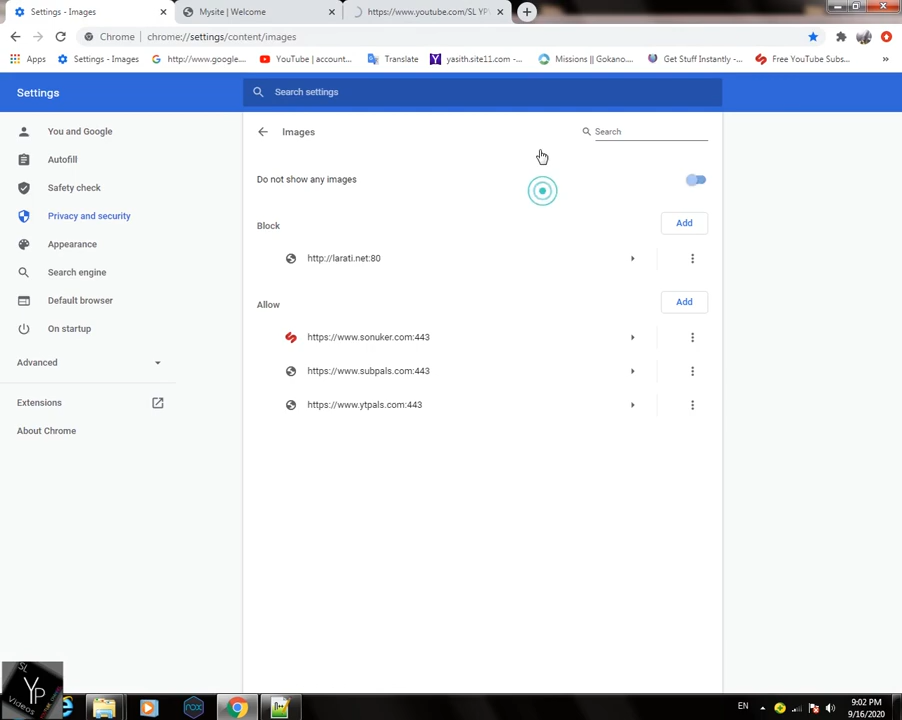 Settings - Images
Mysite | Welcome
https://www.youtube.com/SL YP
Chrome
chrome://settings/content/images
Apps
Settings - Images
http://www.google....
YouTube | account...
Translate
yasith.site11.com -...
Missions || Gokano...
Get Stuff Instantly -...
Free YouTube Subs...
»
Settings
Search settings
You and Google
Autofill
Safety check
Privacy and security
Appearance
Search engine
Default browser
On startup
Advanced
Extensions
About Chrome
Images
Search
Do not show any images
Block
Add
http://larati.net:80
Allow
Add
https://www.sonuker.com:443
https://www.subpals.com:443
https://www.ytpals.com:443
SL
YP
Videos
nox
EN
9:02 PM
9/16/2020